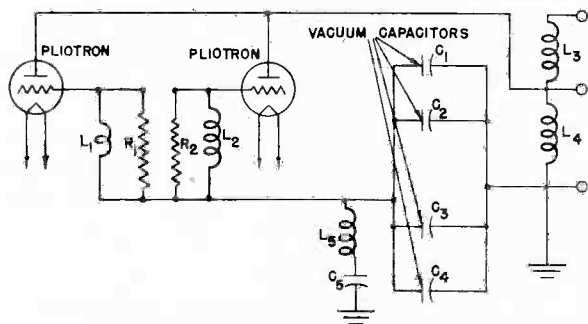 PLIOTRON
PLIOTRON
VACUUM CAPACITORS
C1
C2
C3
C4
L1
R1
R2
L2
L3
L4
L5
C5